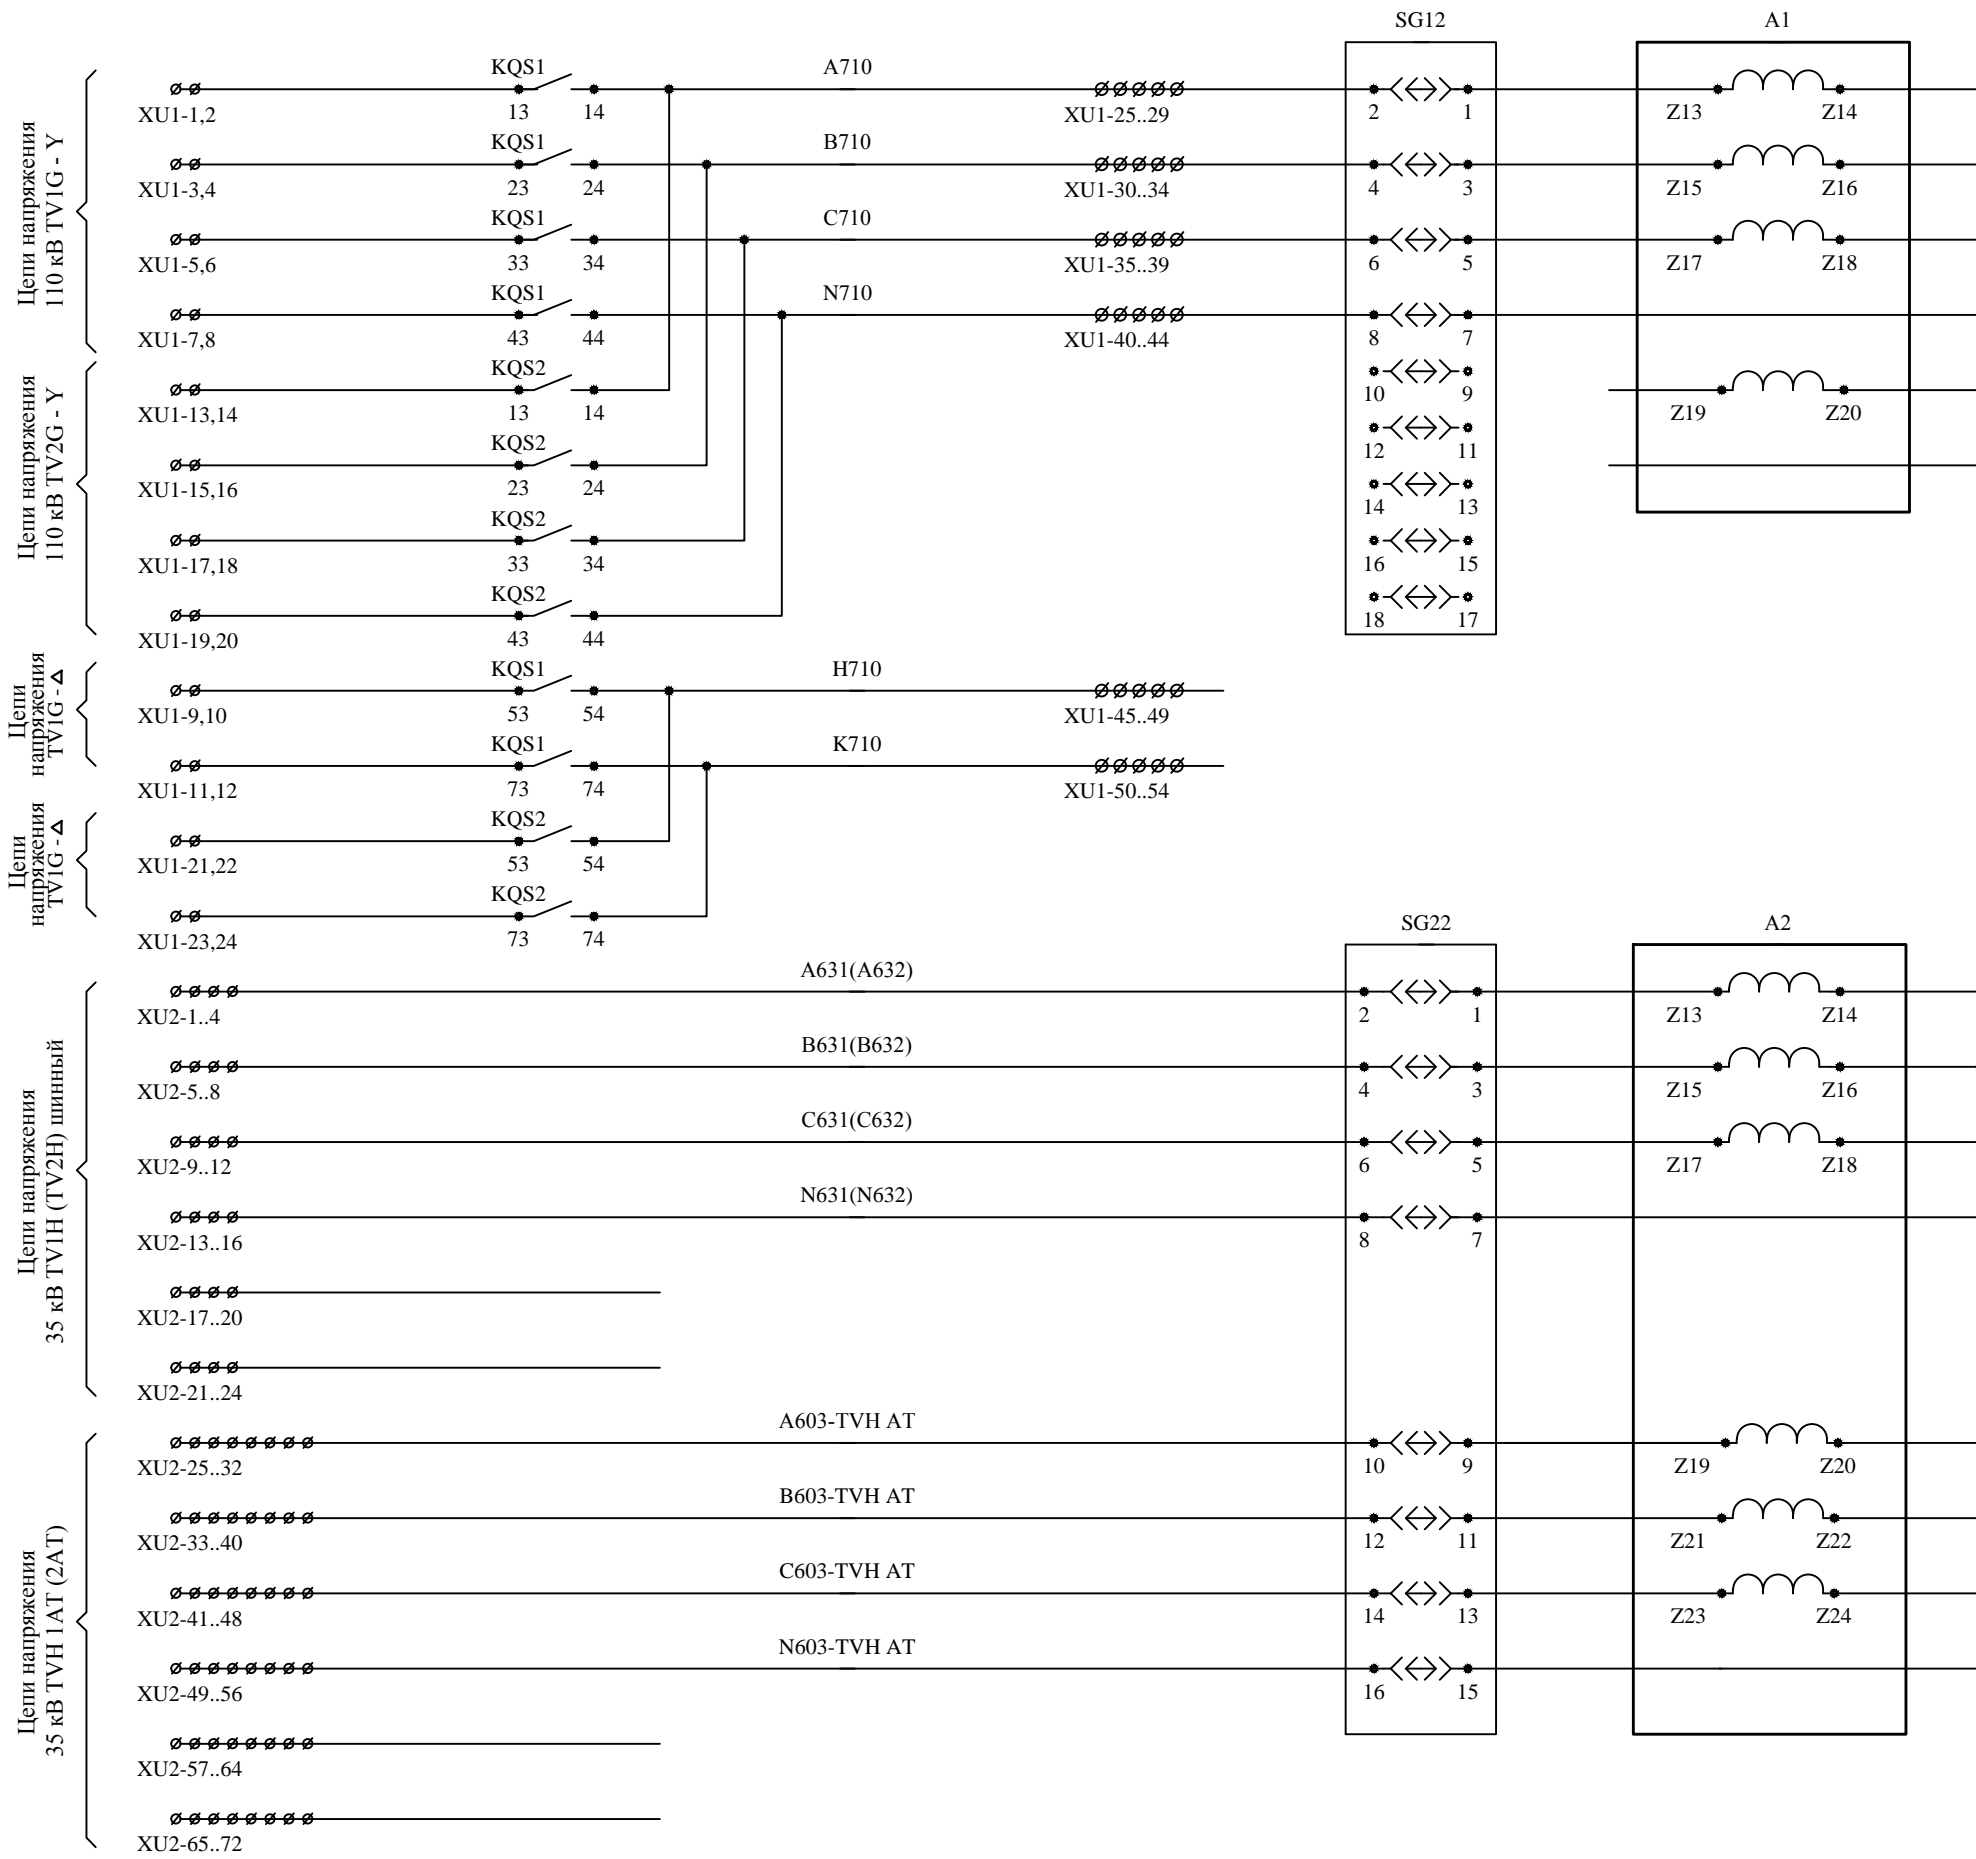 SG12
A1
Цепи напряжения
110 кВ TV1G - Y
KQS1
A710
XU1-1,2
13
14
XU1-25..29
2
1
Z13
Z14
KQS1
B710
XU1-3,4
23
24
XU1-30..34
4
3
Z15
Z16
KQS1
C710
XU1-5,6
33
34
XU1-35..39
6
5
Z17
Z18
KQS1
N710
XU1-7,8
43
44
XU1-40..44
8
7
Цепи напряжения
110 кВ TV2G - Y
KQS2
XU1-13,14
13
14
10
9
Z19
Z20
KQS2
12
11
XU1-15,16
23
24
14
13
KQS2
XU1-17,18
33
34
16
15
KQS2
18
17
XU1-19,20
43
44
Цепи
напряжения
TV1G - Δ
KQS1
H710
XU1-9,10
53
54
XU1-45..49
KQS1
K710
XU1-11,12
73
74
XU1-50..54
Цепи
напряжения
TV1G - Δ
KQS2
XU1-21,22
53
54
KQS2
XU1-23,24
73
74
SG22
A2
Цепи напряжения
35 кВ TV1H (TV2H) шинный
A631(A632)
XU2-1..4
2
1
Z13
Z14
B631(B632)
XU2-5..8
4
3
Z15
Z16
C631(C632)
XU2-9..12
6
5
Z17
Z18
N631(N632)
XU2-13..16
8
7
XU2-17..20
XU2-21..24
Цепи напряжения
35 кВ TVH 1АТ (2АТ)
A603-TVH AT
XU2-25..32
10
9
Z19
Z20
B603-TVH AT
XU2-33..40
12
11
Z21
Z22
C603-TVH AT
XU2-41..48
14
13
Z23
Z24
N603-TVH AT
XU2-49..56
16
15
XU2-57..64
XU2-65..72